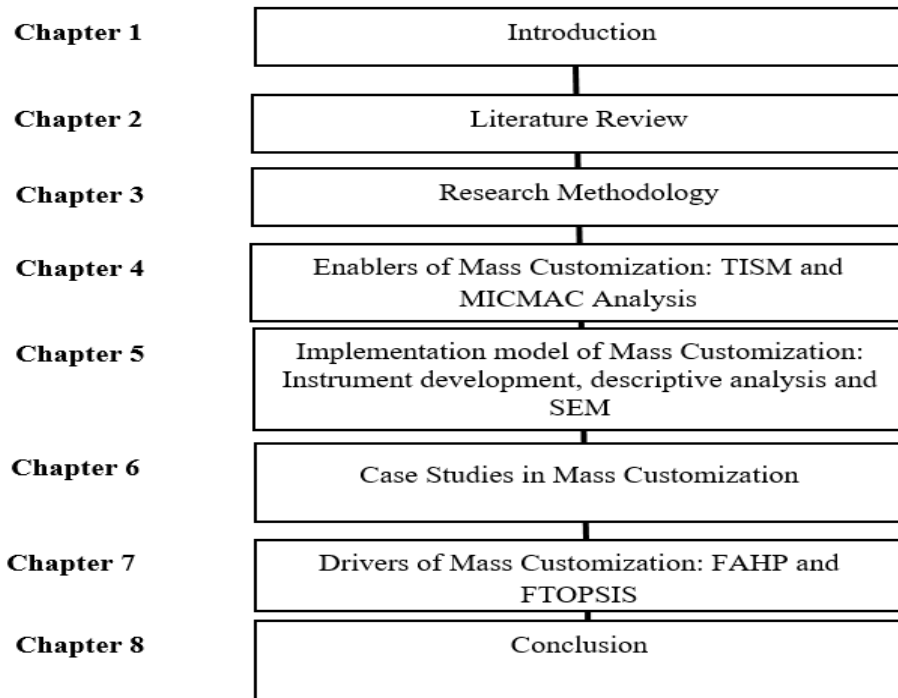 Chapter 1
Introduction
Chapter 2
Literature Review
Chapter 3
Research Methodology
Chapter 4
Enablers of Mass Customization: TISM and
MICMAC Analysis
Chapter 5
Implementation model of Mass Customization:
Instrument development, descriptive analysis and
SEM
Chapter 6
Case Studies in Mass Customization
Chapter 7
Drivers of Mass Customization: FAHP and
FTOPSIS
Chapter 8
Conclusion